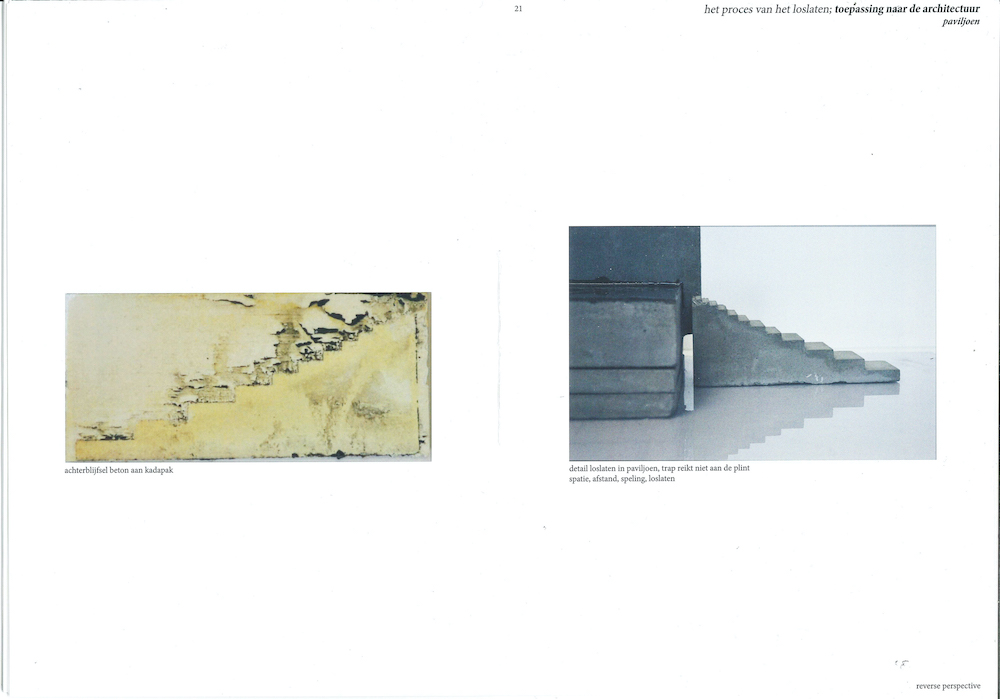 21
het proces van het loslaten; toepassing naar de architectuur
paviljoen
achterblijfsel beton aan kadapak
detail loslaten in paviljoen, trap reikt niet aan de plint
spatie, afstand, speling, loslaten
reverse perspective